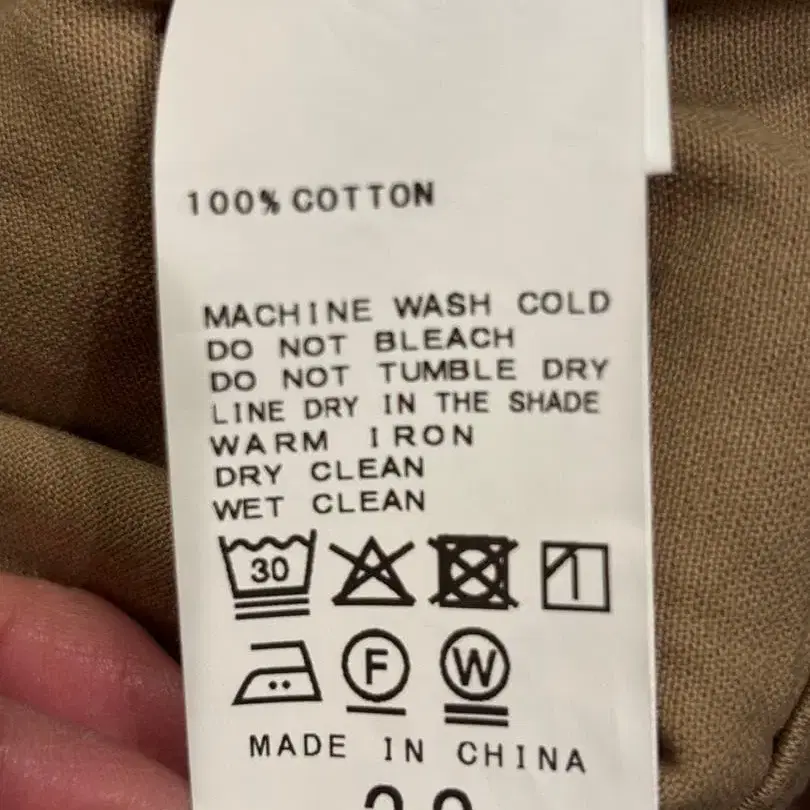 100% COTTON
MACHINE WASH COLD
DO NOT BLEACH
DO NOT TUMBLE DRY
LINE DRY IN THE SHADE
WARM IRON
DRY CLEAN
WET CLEAN
30
F W
MADE IN CHINA